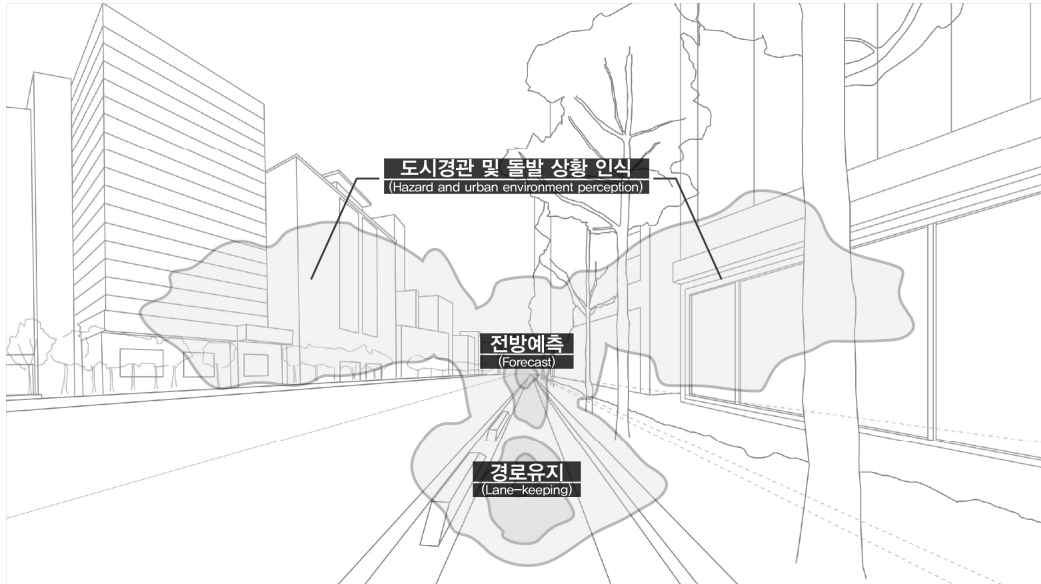 도시경관 및 돌발 상황 인식
(Hazard and urban environment perception)
전방예측
(Forecast)
경로유지
(Lane-keeping)